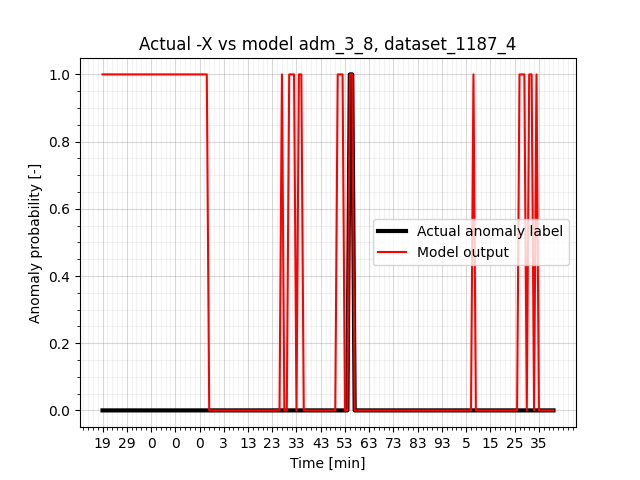 Actual -X vs model adm_3_8, dataset_1187_4
Anomaly probability [-]
1.0
0.8
0.6
0.4
0.2
0.0
Actual anomaly label
Model output
19 29 0 0 0 3 13 23 33 43 53 63 73 83 93 5 15 25 35
Time [min]